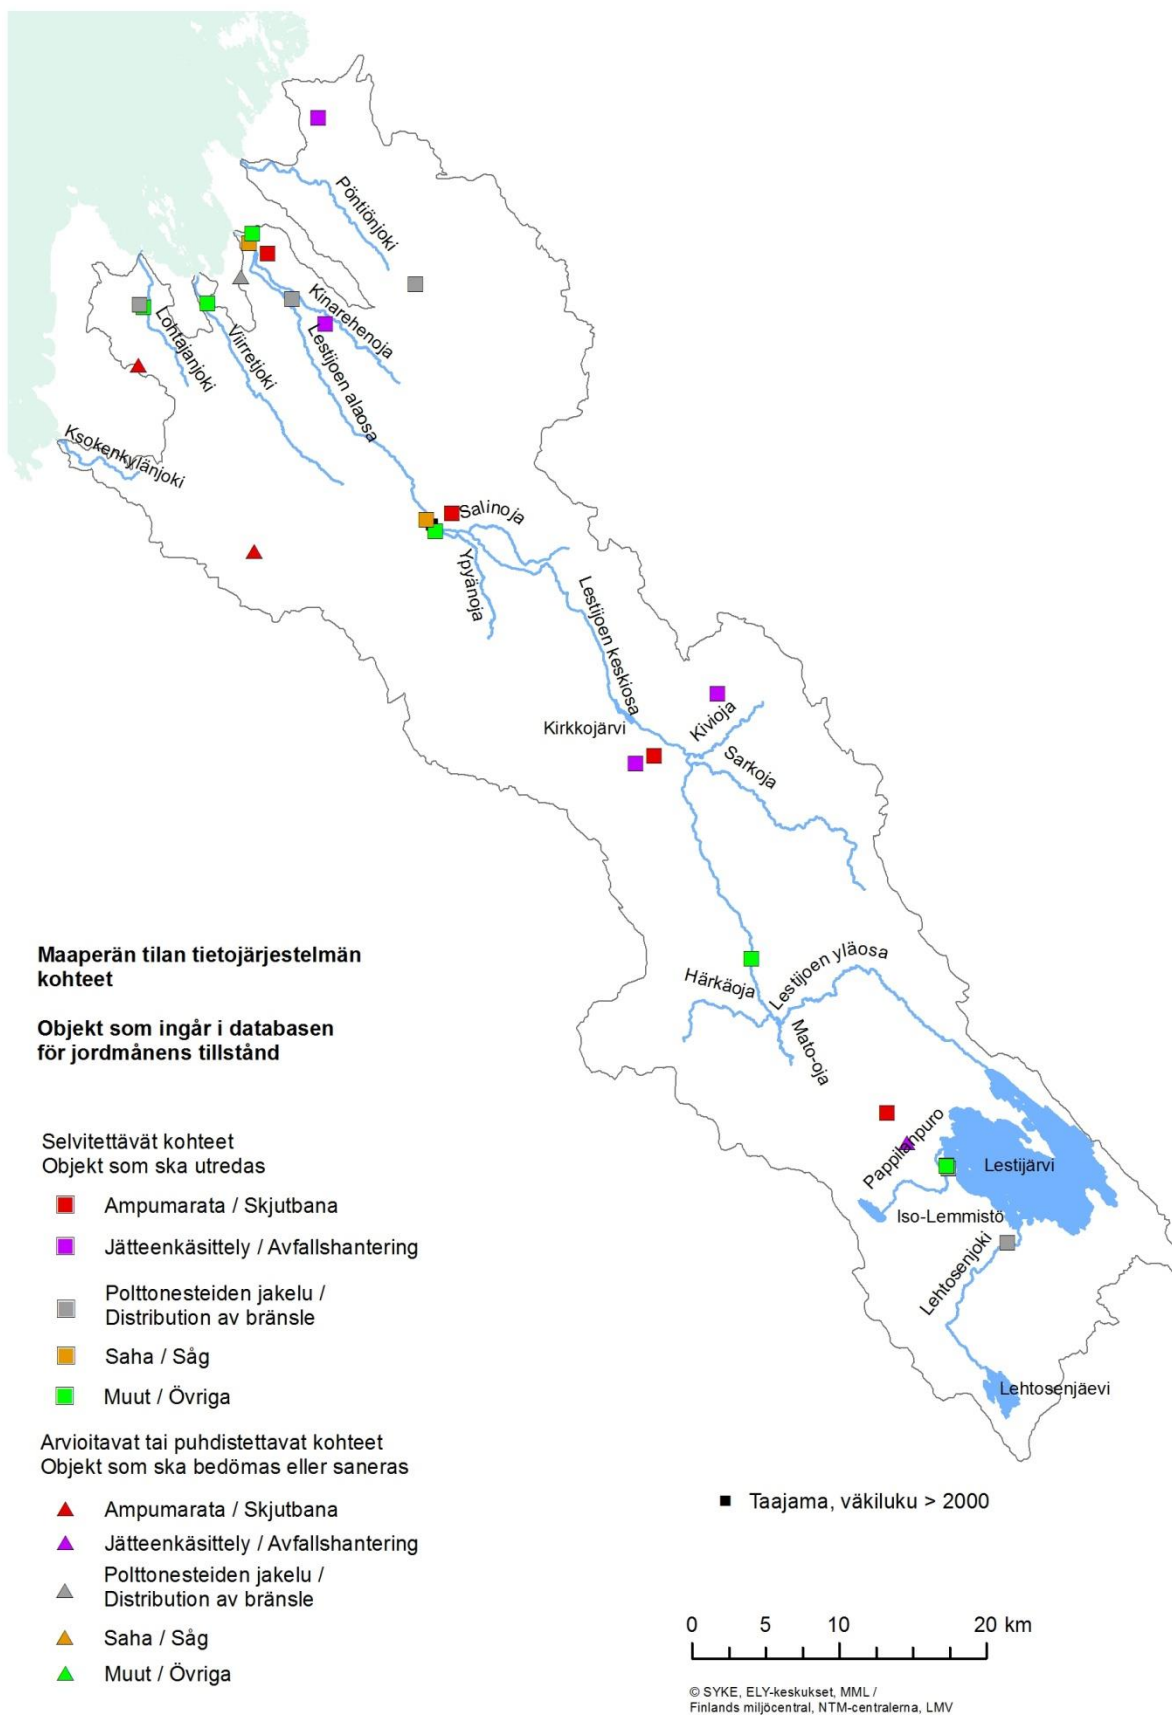 Pöntiönjoki
Kinarehenoja
Lohtajanjoki
Viirretjoki
Lestijoen alaosa
Ksokenkylänjoki
Salinoja
Ypyänoja
Lestijoen keskiosa
Kirkkojärvi
Kivioja
Sarkoja
Maaperän tilan tietojärjestelmän
kohteet
Objekt som ingår i databasen
för jordmånens tillstånd
Härkäoja
Lestijoen yläosa
Mato-oja
Pappilanpuro
Lestijärvi
Iso-Lemmistö
Lehtosenjoki
Lehtosenjäevi
Selvitettävät kohteet
Objekt som ska utredas
Ampumarata / Skjutbana
Jätteenkäsittely / Avfallshantering
Polttonesteiden jakelu /
Distribution av bränsle
Saha / Såg
Muut / Övriga
Arvioitavat tai puhdistettavat kohteet
Objekt som ska bedömas eller saneras
Ampumarata / Skjutbana
Jätteenkäsittely / Avfallshantering
Polttonesteiden jakelu /
Distribution av bränsle
Saha / Såg
Muut / Övriga
Taajama, väkiluku > 2000
0 5 10 20 km
© SYKE, ELY-keskukset, MML /
Finlands miljöcentral, NTM-centralerna, LMV